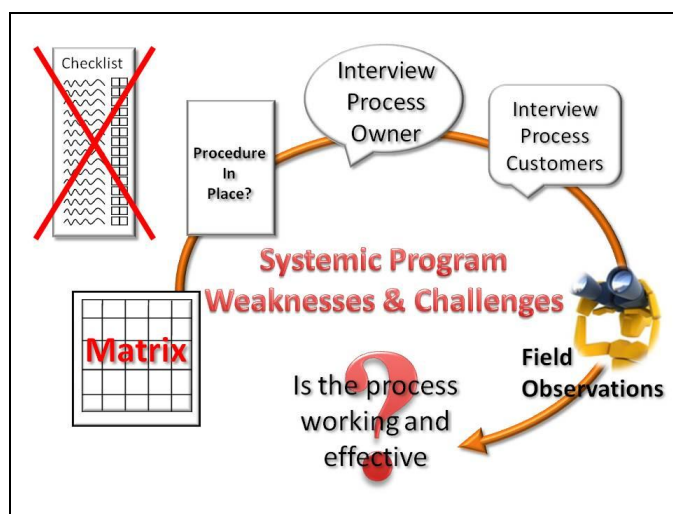 Checklist
Procedure
In
Place?
Interview
Process
Owner
Interview
Process
Customers
Systemic Program
Weaknesses & Challenges
Matrix
Field
Observations
?
Is the process
working and
effective